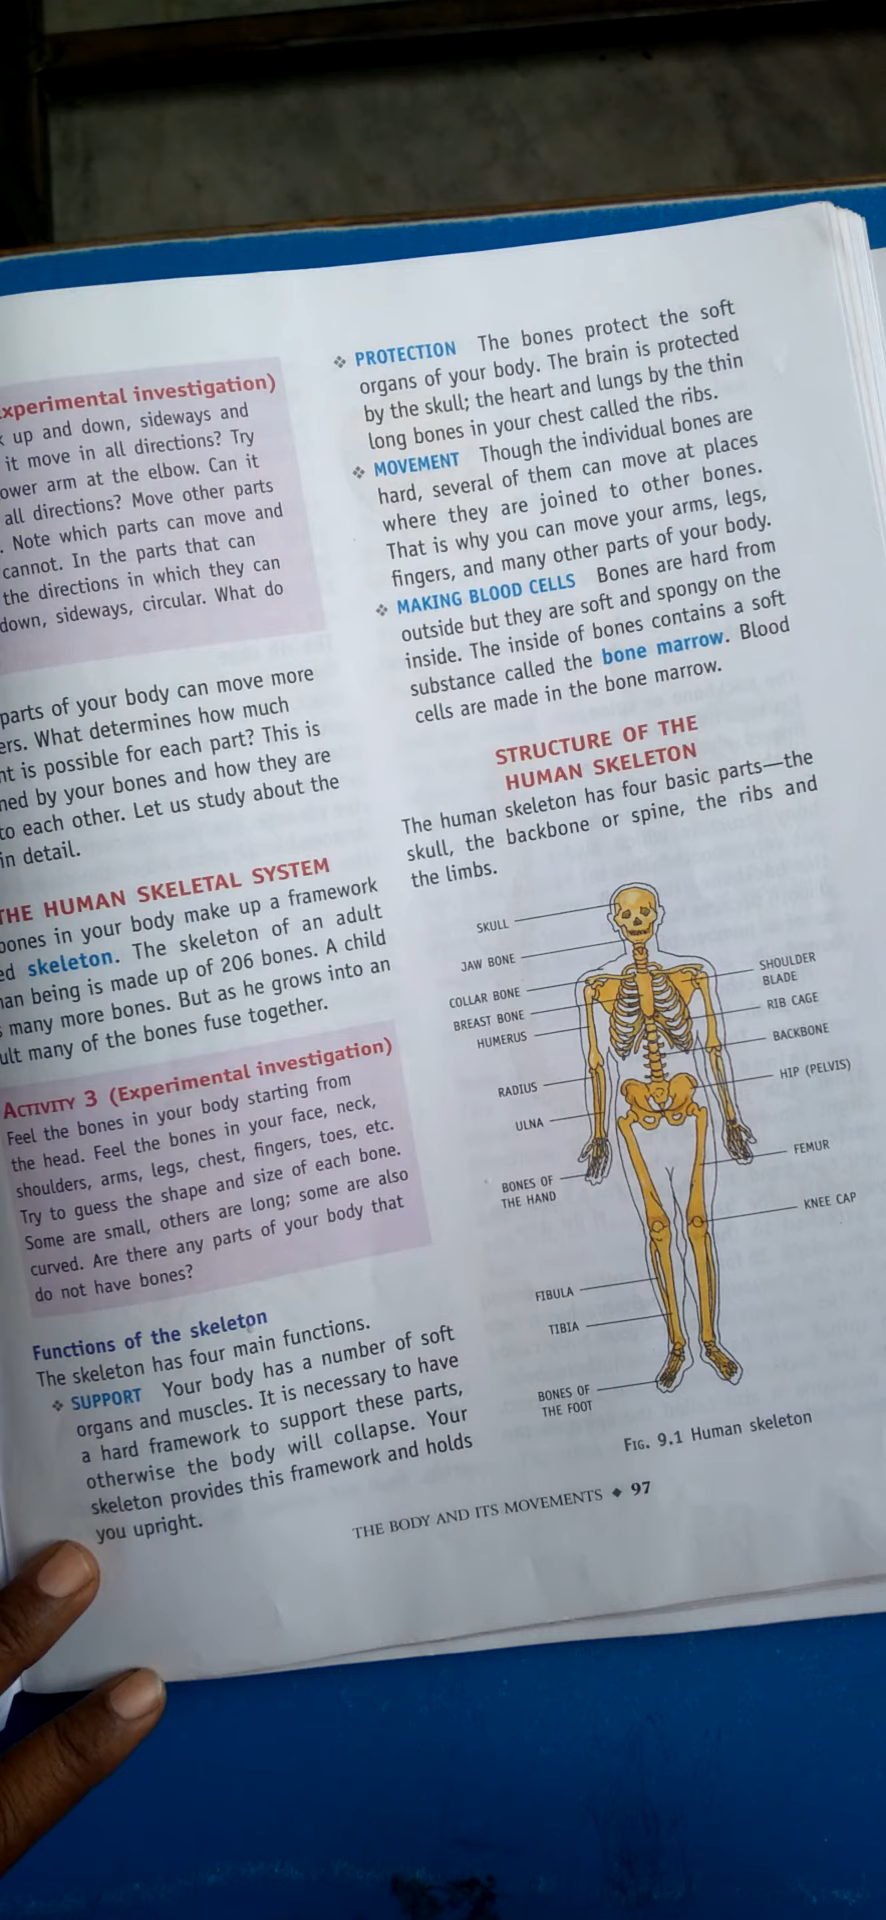 xperimental investigation)
up and down, sideways and
it move in all directions? Try
ower arm at the elbow. Can it
all directions? Move other parts
. Note which parts can move and
cannot. In the parts that can
the directions in which they can
down, sideways, circular. What do
parts of your body can move more
ers. What determines how much
nt is possible for each part? This is
ned by your bones and how they are
to each other. Let us study about the
in detail.
THE HUMAN SKELETAL SYSTEM
bones in your body make up a framework
ed skeleton. The skeleton of an adult
an being is made up of 206 bones. A child
many more bones. But as he grows into an
ult many of the bones fuse together.
ACTIVITY 3 (Experimental investigation)
Feel the bones in your body starting from
the head. Feel the bones in your face, neck,
shoulders, arms, legs, chest, fingers, toes, etc.
Try to guess the shape and size of each bone.
Some are small, others are long; some are also
curved. Are there any parts of your body that
do not have bones?
Functions of the skeleton
The skeleton has four main functions.
❖ SUPPORT Your body has a number of soft
organs and muscles. It is necessary to have
a hard framework to support these parts,
otherwise the body will collapse. Your
skeleton provides this framework and holds
you upright.
❖ PROTECTION The bones protect the soft
organs of your body. The brain is protected
by the skull; the heart and lungs by the thin
long bones in your chest called the ribs.
❖ MOVEMENT Though the individual bones are
hard, several of them can move at places
where they are joined to other bones.
That is why you can move your arms, legs,
fingers, and many other parts of your body.
❖ MAKING BLOOD CELLS Bones are hard from
outside but they are soft and spongy on the
inside. The inside of bones contains a soft
substance called the bone marrow. Blood
cells are made in the bone marrow.
STRUCTURE OF THE
HUMAN SKELETON
The human skeleton has four basic parts—the
skull, the backbone or spine, the ribs and
the limbs.
SKULL
JAW BONE
COLLAR BONE
BREAST BONE
HUMERUS
RADIUS
ULNA
BONES OF
THE HAND
FIBULA
TIBIA
BONES OF
THE FOOT
SHOULDER
BLADE
RIB CAGE
BACKBONE
HIP (PELVIS)
FEMUR
KNEE CAP
FIG. 9.1 Human skeleton
THE BODY AND ITS MOVEMENTS ◆ 97